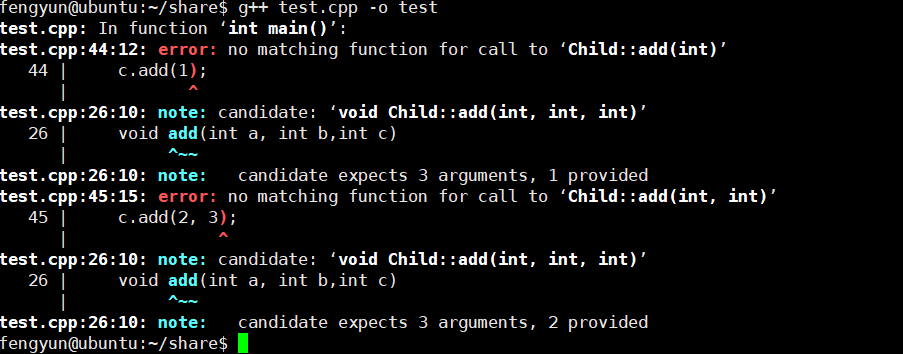 fengyun@ubuntu:~/share$ g++ test.cpp -o test
test.cpp: In function ‘int main()’:
test.cpp:44:12: error: no matching function for call to ‘Child::add(int)’
   44 |     c.add(1);
      |            ^
test.cpp:26:10: note: candidate: ‘void Child::add(int, int, int)’
   26 |     void add(int a, int b,int c)
      |          ^~~
test.cpp:26:10: note:   candidate expects 3 arguments, 1 provided
test.cpp:45:15: error: no matching function for call to ‘Child::add(int, int)’
   45 |     c.add(2, 3);
      |               ^
test.cpp:26:10: note: candidate: ‘void Child::add(int, int, int)’
   26 |     void add(int a, int b,int c)
      |          ^~~
test.cpp:26:10: note:   candidate expects 3 arguments, 2 provided
fengyun@ubuntu:~/share$